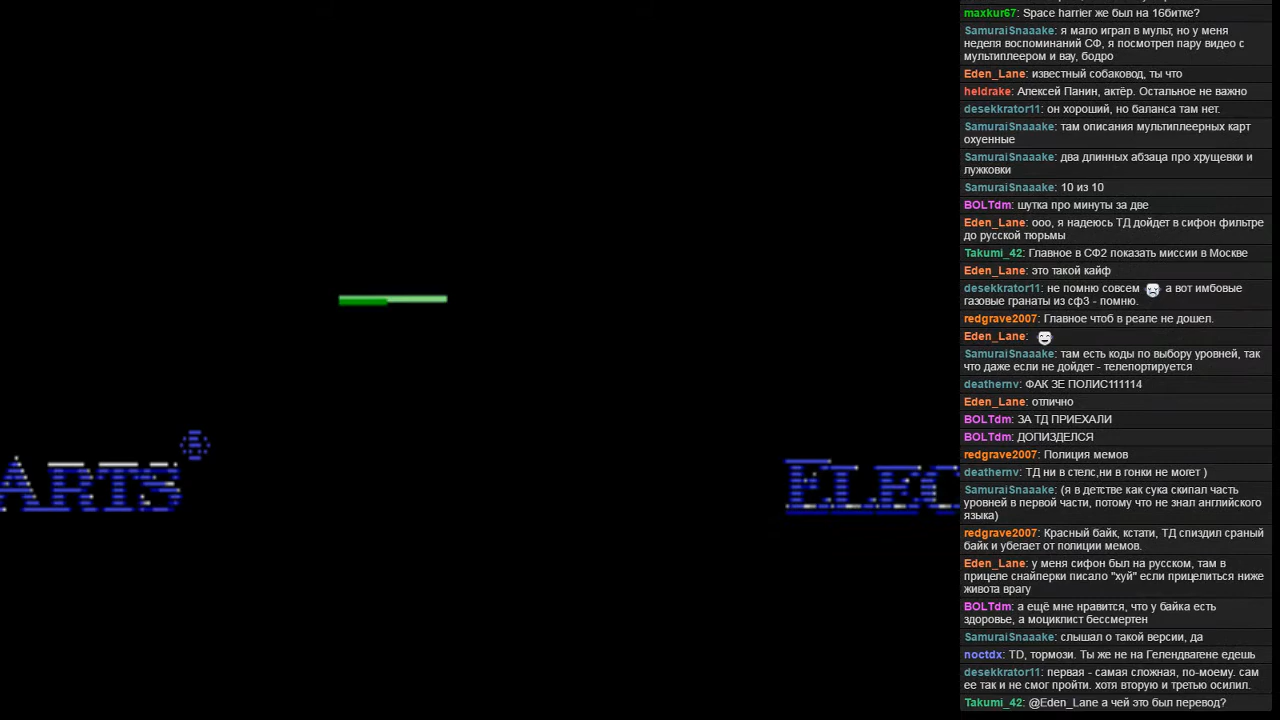 ARTS
ELEC
maxkur67: Space harrier же был на 16битке?
SamuraiSnaaake: я мало играл в мульт, но у меня
неделя воспоминаний СФ, я посмотрел пару видео с
мультиплеером и вау, бодро
Eden_Lane: известный собаковод, ты что
heldrake: Алексей Панин, актёр. Остальное не важно
desekkrator11: он хороший, но баланса там нет.
SamuraiSnaaake: там описания мультиплеерных карт
охуенные
SamuraiSnaaake: два длинных абзаца про хрущевки и
лужковки
SamuraiSnaaake: 10 из 10
BOLTdm: шутка про минуты за две
Eden_Lane: ооо, я надеюсь ТД дойдет в сифон фильтре
до русской тюрьмы
Takumi_42: Главное в СФ2 показать миссии в Москве
Eden_Lane: это такой кайф
desekkrator11: не помню совсем а вот имбовые
газовые гранаты из сф3 - помню.
redgrave2007: Главное чтоб в реале не дошел.
Eden_Lane:
SamuraiSnaaake: там есть коды по выбору уровней, так
что даже если не дойдет - телепортируется
deathernv: ФАК ЗЕ ПОЛИС111114
Eden_Lane: отлично
BOLTdm: ЗА ТД ПРИЕХАЛИ
BOLTdm: ДОПИЗДЕЛСЯ
redgrave2007: Полиция мемов
deathernv: ТД ни в стелс,ни в гонки не могет )
SamuraiSnaaake: (я в детстве как сука скипал часть
уровней в первой части, потому что не знал английского
языка)
redgrave2007: Красный байк, кстати, ТД спиздил сраный
байк и убегает от полиции мемов.
Eden_Lane: у меня сифон был на русском, там в
прицеле снайперки писало "хуй" если прицелиться ниже
живота врагу
BOLTdm: а ещё мне нравится, что у байка есть
здоровье, а моциклист бессмертен
SamuraiSnaaake: слышал о такой версии, да
noctdx: TD, тормози. Ты же не на Гелендвагене едешь
desekkrator11: первая - самая сложная, по-моему. сам
ее так и не смог пройти. хотя вторую и третью осилил.
Takumi_42: @Eden_Lane а чей это был перевод?